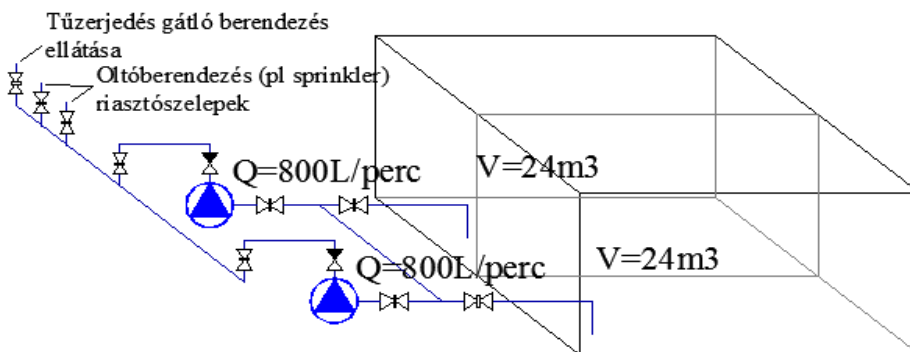 Tűzerjedés gátló berendezés
ellátása
Oltóberendezés (pl sprinkler)
riasztószelepek
Q=800L/perc
V=24m3
Q=800L/perc
V=24m3